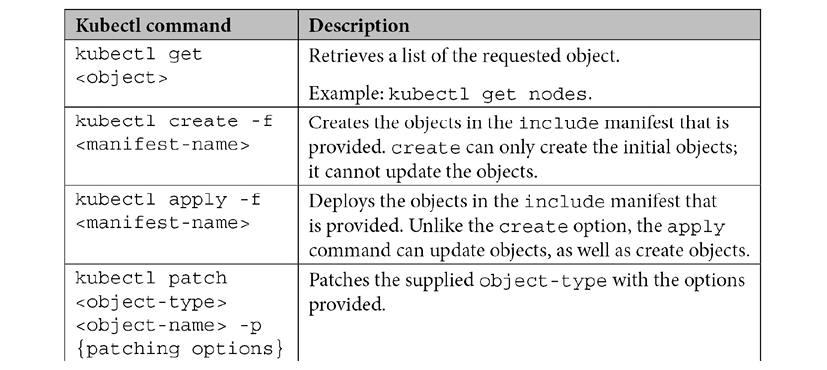 Kubectl command Description
kubectl get
<object>
Retrieves a list of the requested object.
Example: kubectl get nodes.
kubectl create -f
<manifest-name>
Creates the objects in the include manifest that is
provided. create can only create the initial objects;
it cannot update the objects.
kubectl apply -f
<manifest-name>
Deploys the objects in the include manifest that
is provided. Unlike the create option, the apply
command can update objects, as well as create objects.
kubectl patch
<object-type>
<object-name> -p
{patching options}
Patches the supplied object-type with the options
provided.